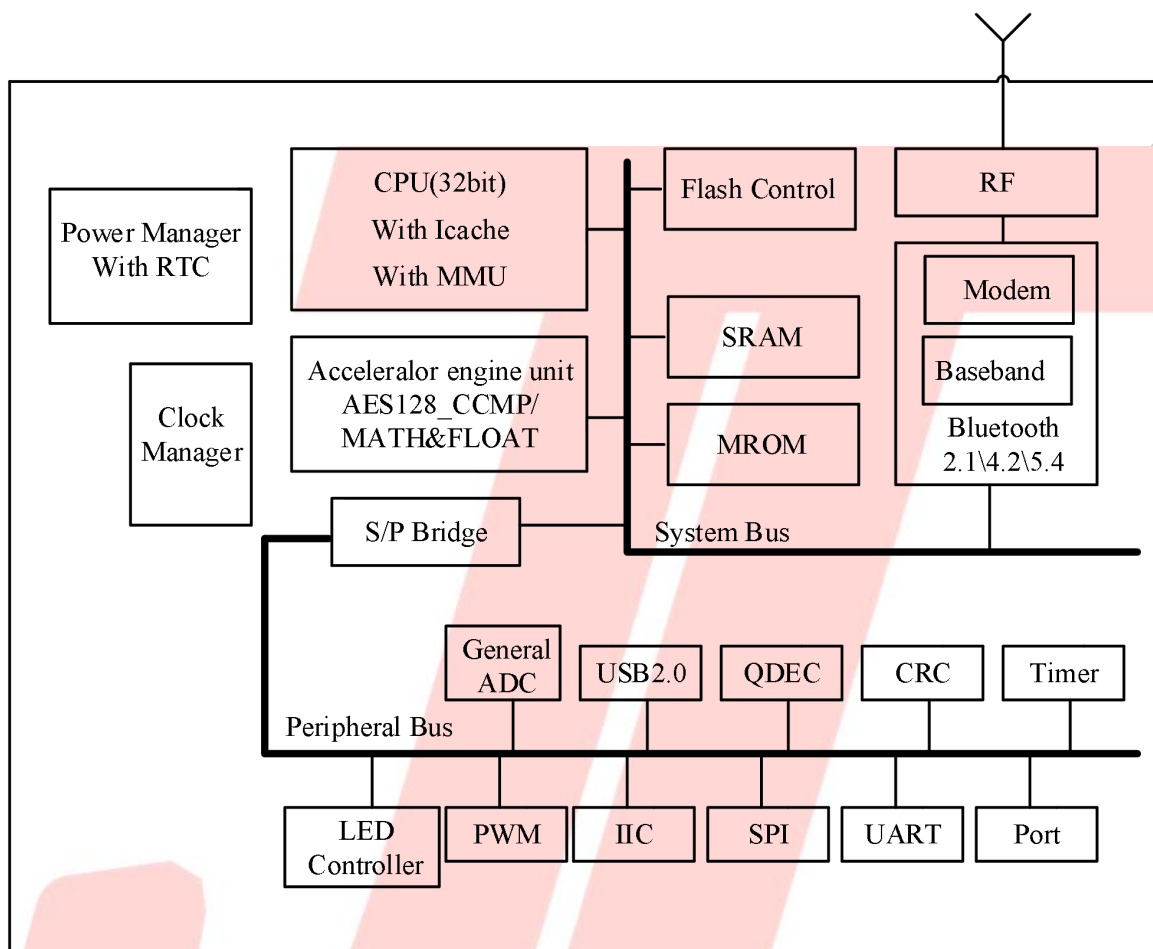 CPU(32bit)
With Icache
With MMU
Flash Control
RF
Power Manager
With RTC
Modem
SRAM
Acceleralor engine unit
AES128_CCMP/
MATH&FLOAT
Baseband
Clock
Manager
MROM
Bluetooth
2.1\4.2\5.4
S/P Bridge
System Bus
General
ADC
USB2.0
QDEC
CRC
Timer
Peripheral Bus
LED
Controller
PWM
IIC
SPI
UART
Port